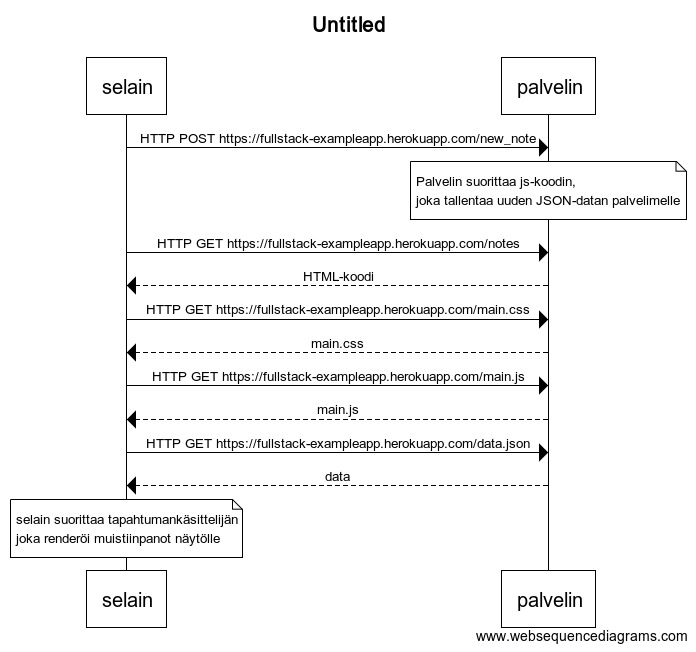 Untitled
selain
palvelin
HTTP POST https://fullstack-exampleapp.herokuapp.com/new_note
Palvelin suorittaa js-koodin,
joka tallentaa uuden JSON-datan palvelimelle
HTTP GET https://fullstack-exampleapp.herokuapp.com/notes
HTML-koodi
HTTP GET https://fullstack-exampleapp.herokuapp.com/main.css
main.css
HTTP GET https://fullstack-exampleapp.herokuapp.com/main.js
main.js
HTTP GET https://fullstack-exampleapp.herokuapp.com/data.json
data
selain suorittaa tapahtumankäsittelijän
joka renderöi muistiinpanot näytölle
selain
palvelin
www.websequencediagrams.com